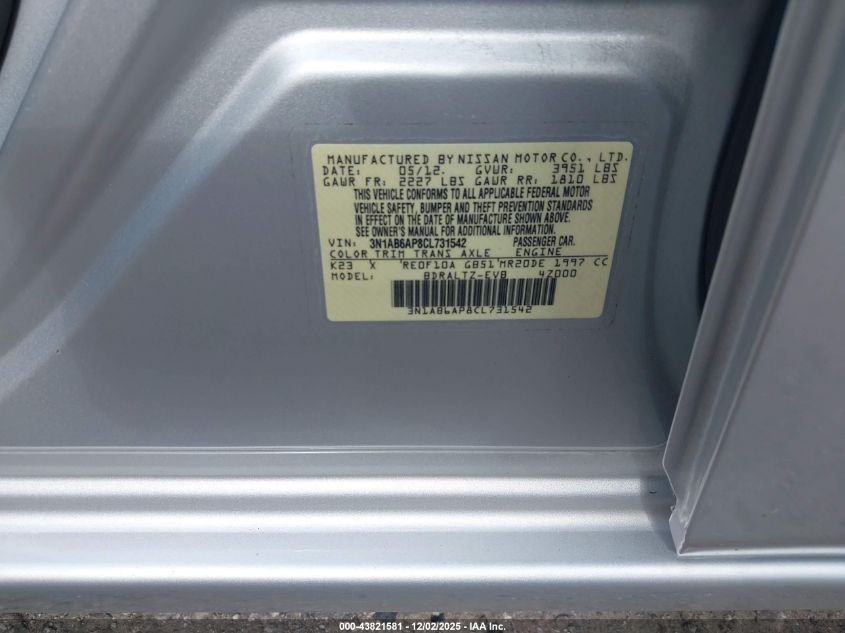 MANUFACTURED BY NISSAN MOTOR CO., LTD.
DATE: 05/12. GVWR: 3951 LBS
GAWR FR: 2227 LBS GAWR RR: 1810 LBS
THIS VEHICLE CONFORMS TO ALL APPLICABLE FEDERAL MOTOR
VEHICLE SAFETY, BUMPER AND THEFT PREVENTION STANDARDS
IN EFFECT ON THE DATE OF MANUFACTURE SHOWN ABOVE.
SEE OWNER'S MANUAL FOR ADDITIONAL INFORMATION
VIN: 3N1AB6AP8CL731542 PASSENGER CAR.
COLOR TRIM TRANS AXLE ENGINE
K23 X RE0F10A GB51 MR20DE 1997 CC
MODEL: BDRALTZ-EVB 4Z000
3N1AB6AP8CL731542
000-43821581 - 12/02/2025 - IAA Inc.